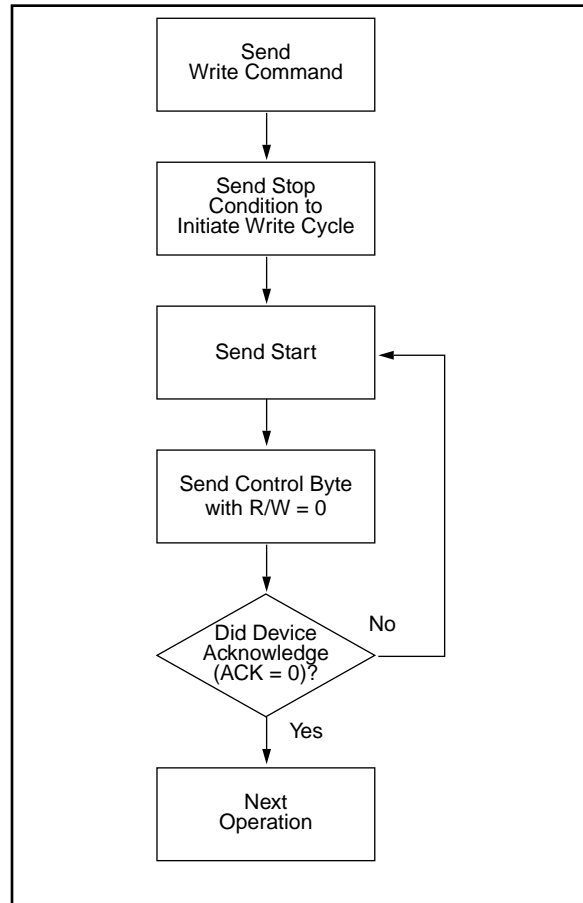 Send
Write Command
Send Stop
Condition to
Initiate Write Cycle
Send Start
Send Control Byte
with R/W = 0
Did Device
Acknowledge
(ACK = 0)?
No
Yes
Next
Operation